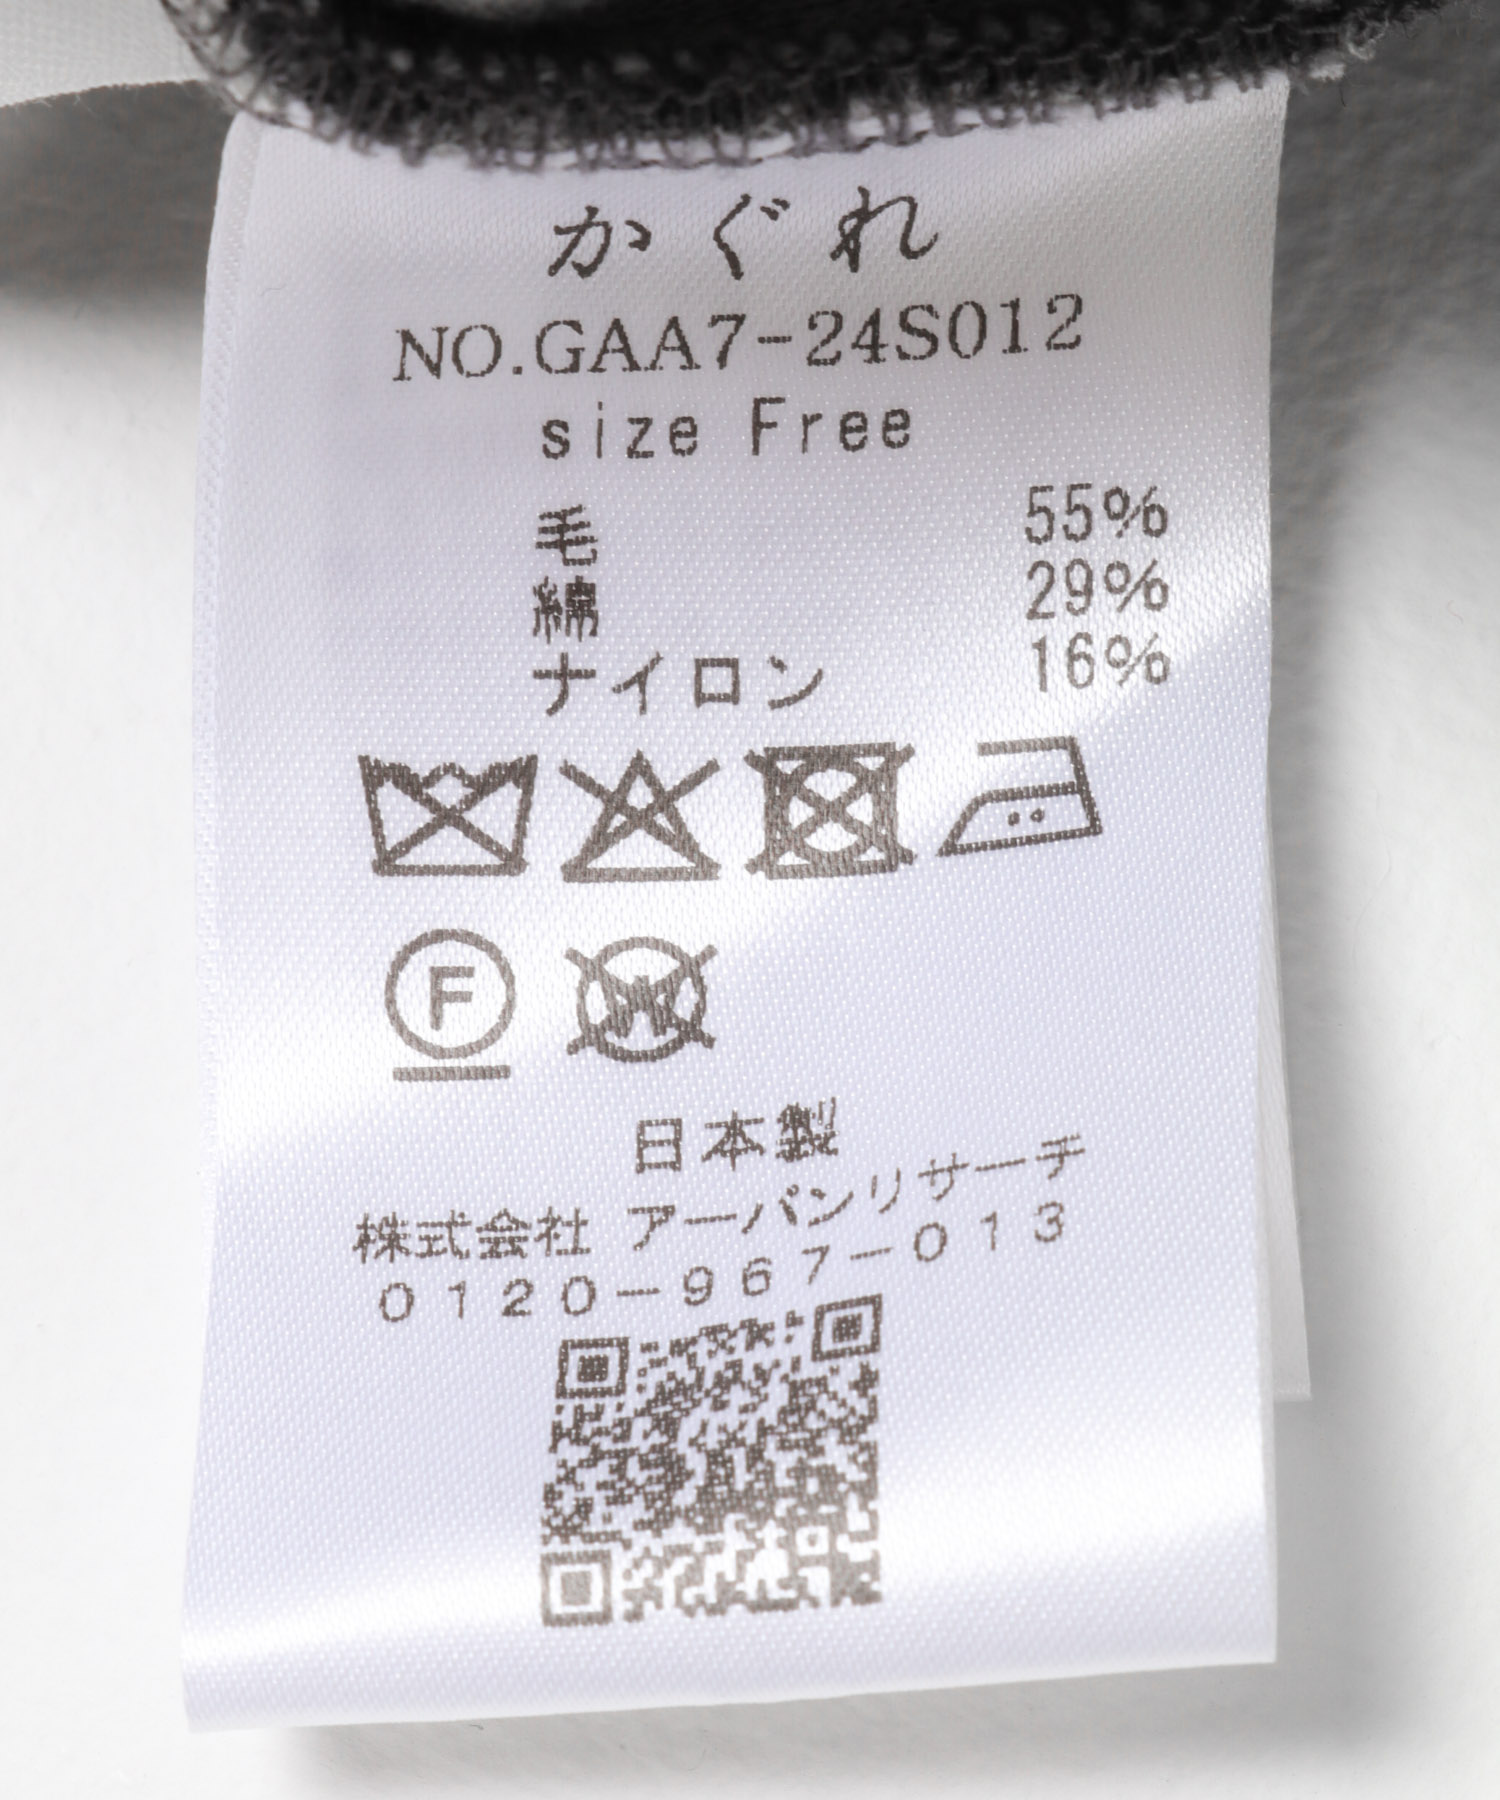 かぐれ
NO.GAA7-24S012
size Free
毛 55%
綿 29%
ナイロン 16%
F
W
日本製
株式会社 アーバンリサーチ
0120-967-013